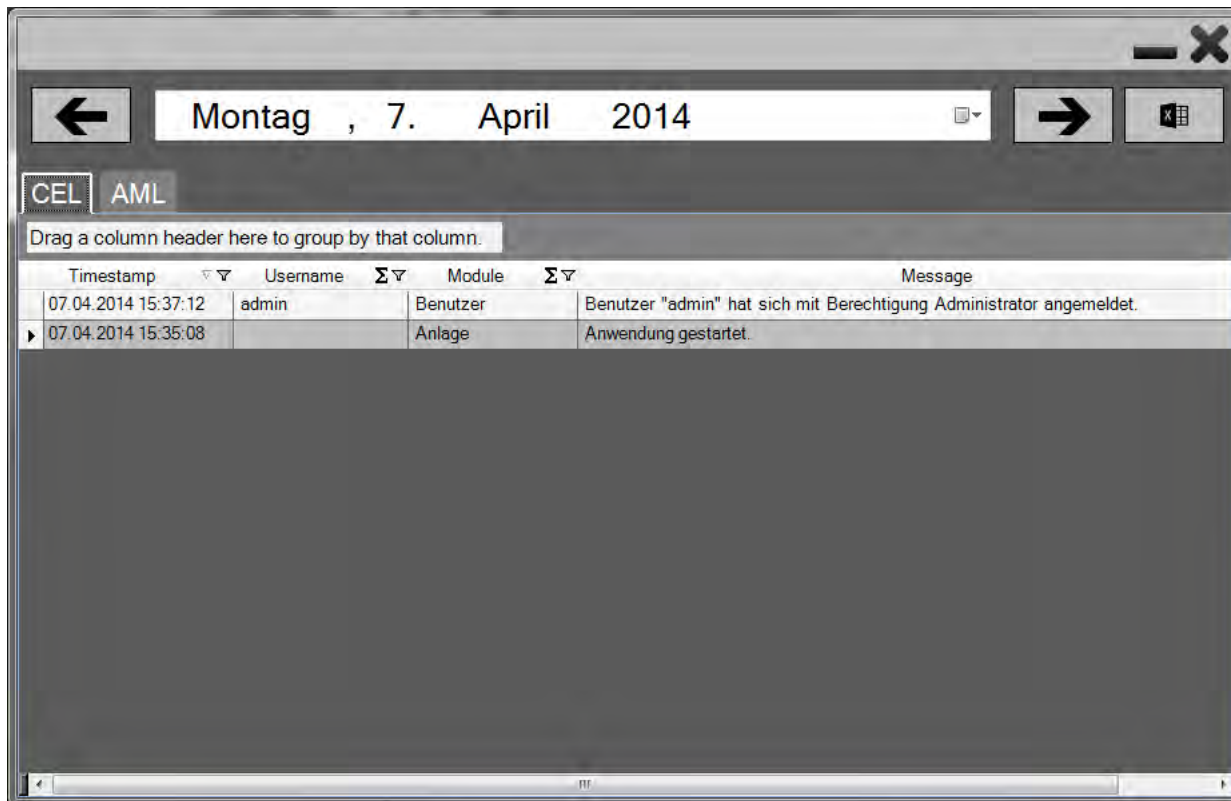 Montag , 7. April 2014
CEL AML
Drag a column header here to group by that column.
Timestamp Username Σ Module Σ Message
07.04.2014 15:37:12 admin Benutzer Benutzer "admin" hat sich mit Berechtigung Administrator angemeldet.
07.04.2014 15:35:08 Anlage Anwendung gestartet.